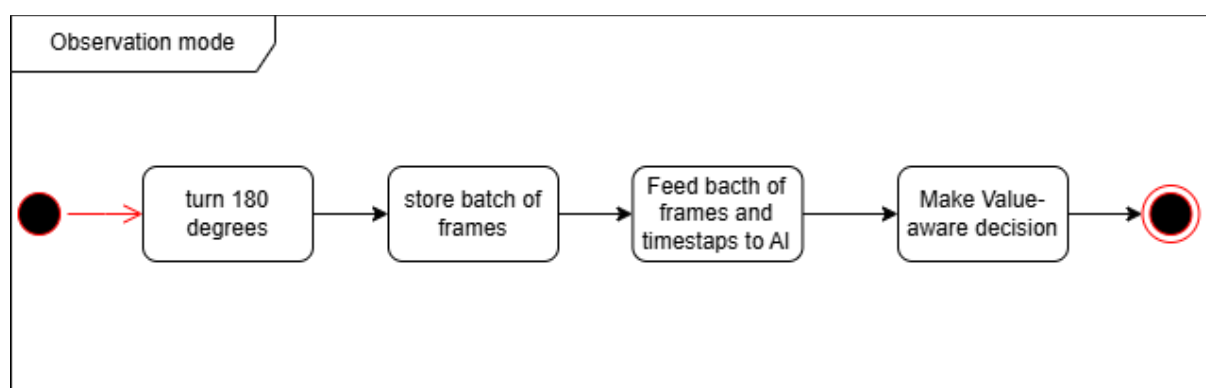 Observation mode
turn 180
degrees
store batch of
frames
Feed bacth of
frames and
timestaps to AI
Make Value-
aware decision